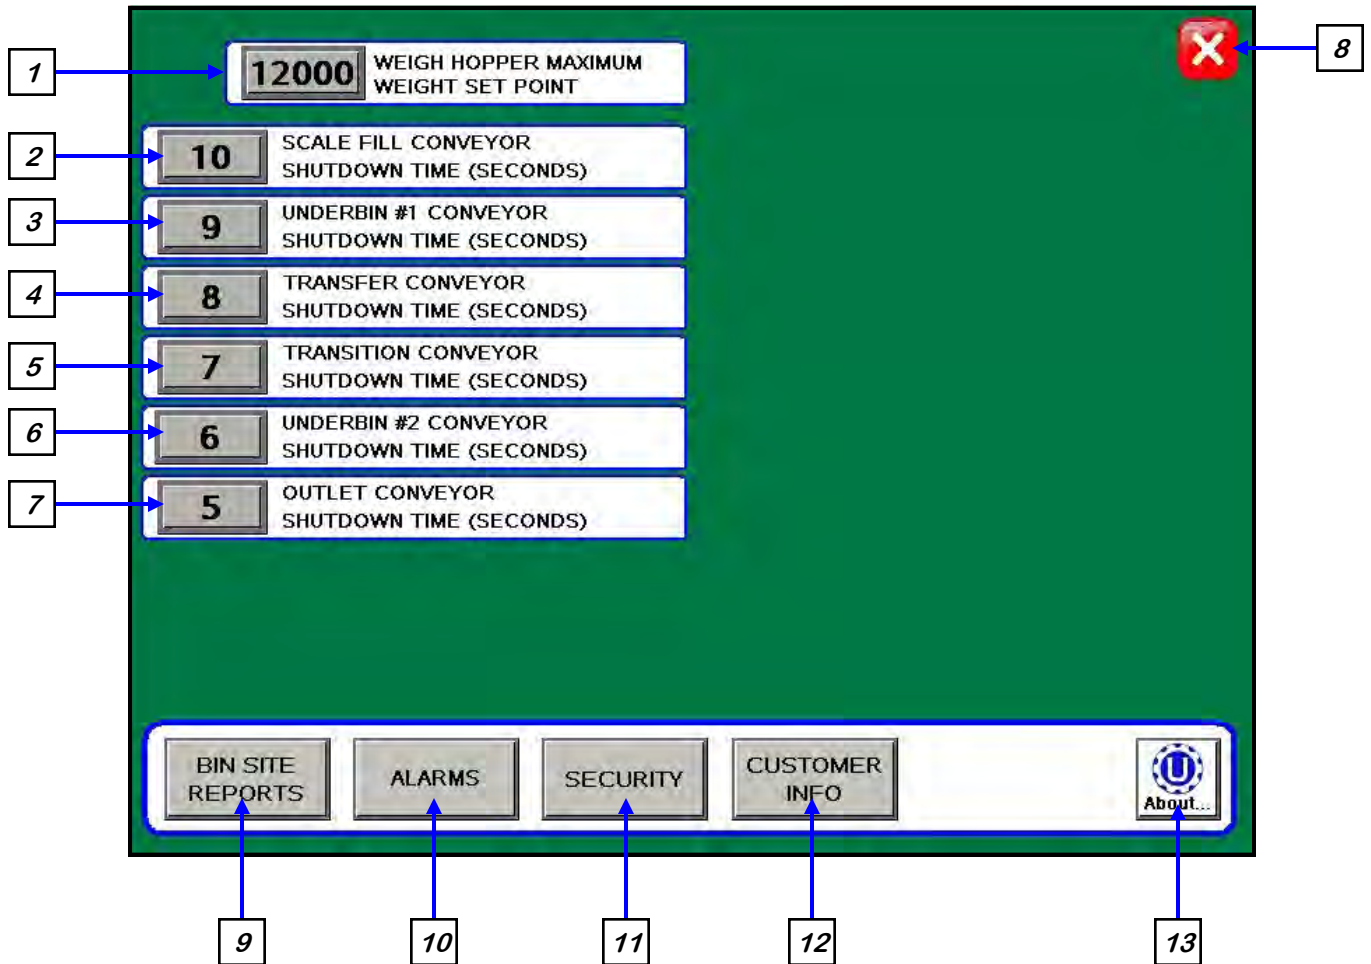 1
12000
WEIGH HOPPER MAXIMUM
WEIGHT SET POINT
8
2
10
SCALE FILL CONVEYOR
SHUTDOWN TIME (SECONDS)
3
9
UNDERBIN #1 CONVEYOR
SHUTDOWN TIME (SECONDS)
4
8
TRANSFER CONVEYOR
SHUTDOWN TIME (SECONDS)
5
7
TRANSITION CONVEYOR
SHUTDOWN TIME (SECONDS)
6
6
UNDERBIN #2 CONVEYOR
SHUTDOWN TIME (SECONDS)
7
5
OUTLET CONVEYOR
SHUTDOWN TIME (SECONDS)
BIN SITE
REPORTS
ALARMS
SECURITY
CUSTOMER
INFO
U
About...
9
10
11
12
13